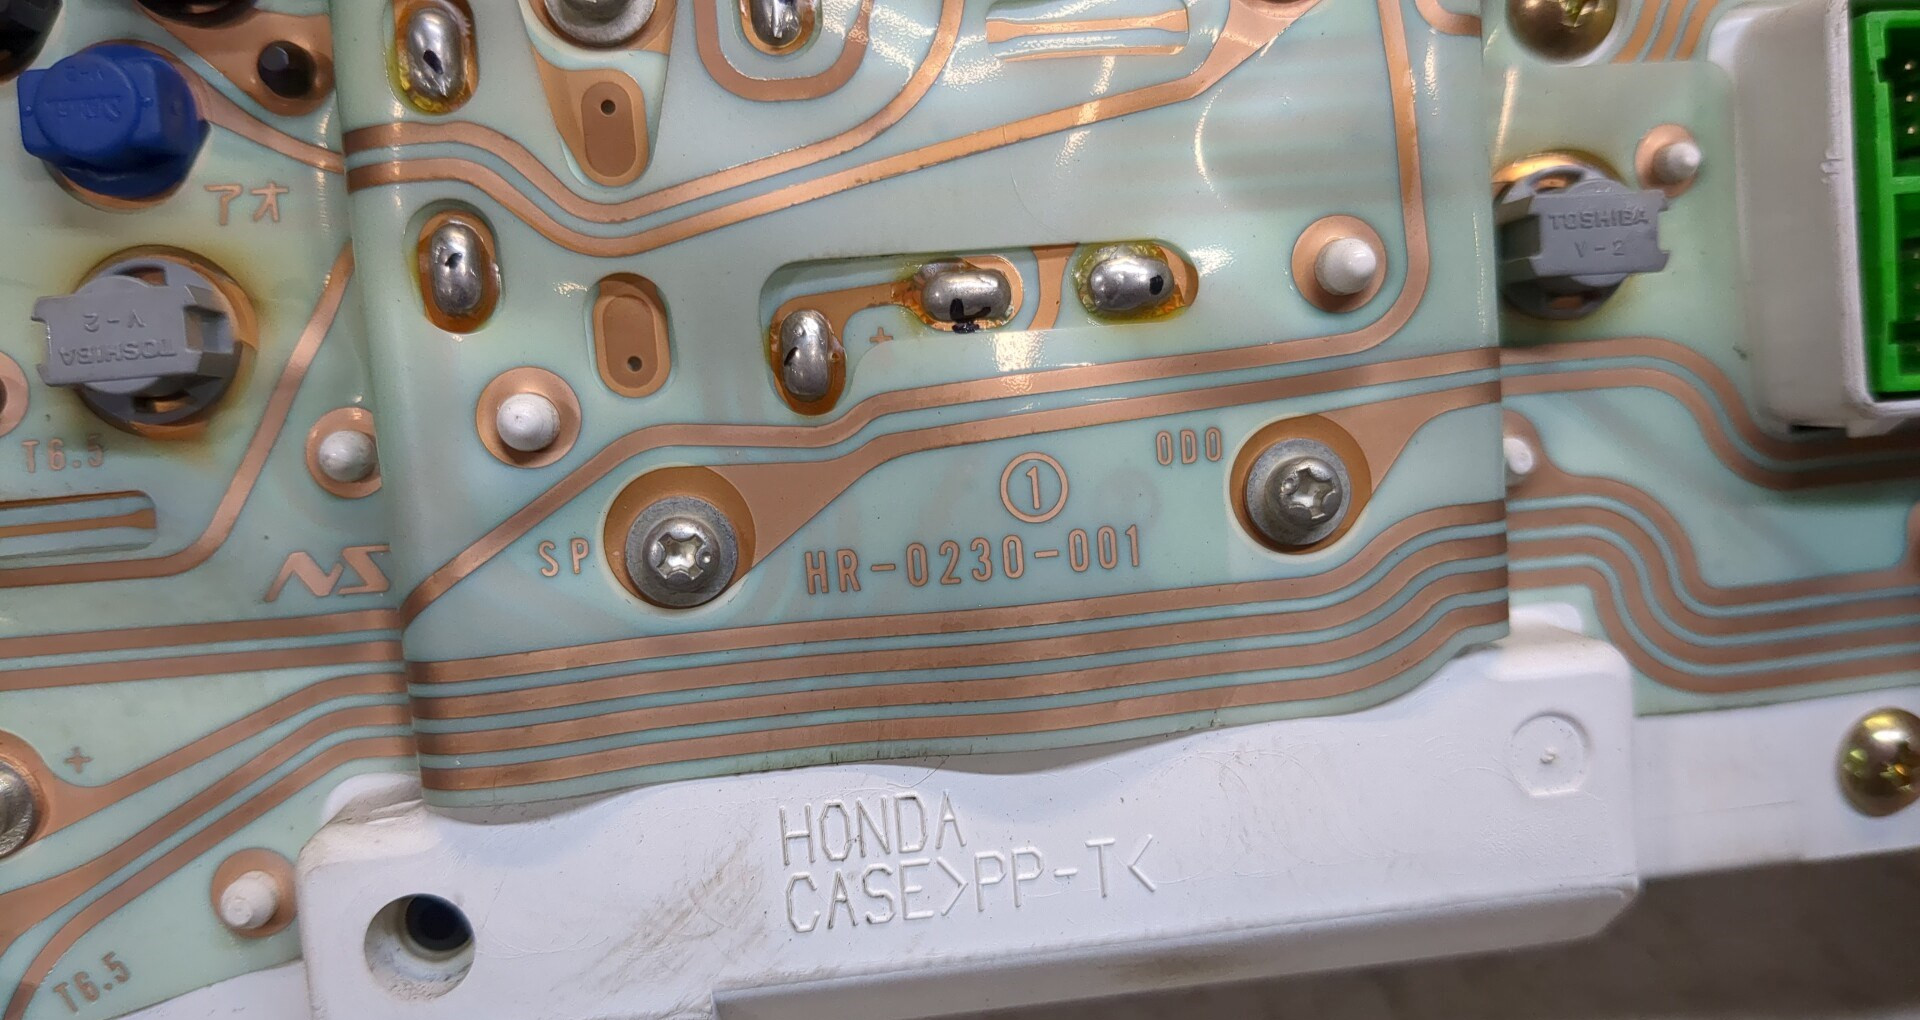 アオ
TOSHIBA
V-2
TOSHIBA
V-2
+
T6.5
ODO
1
SP
HR-0230-001
NS
+
HONDA
CASE>PP-T<
T6.5